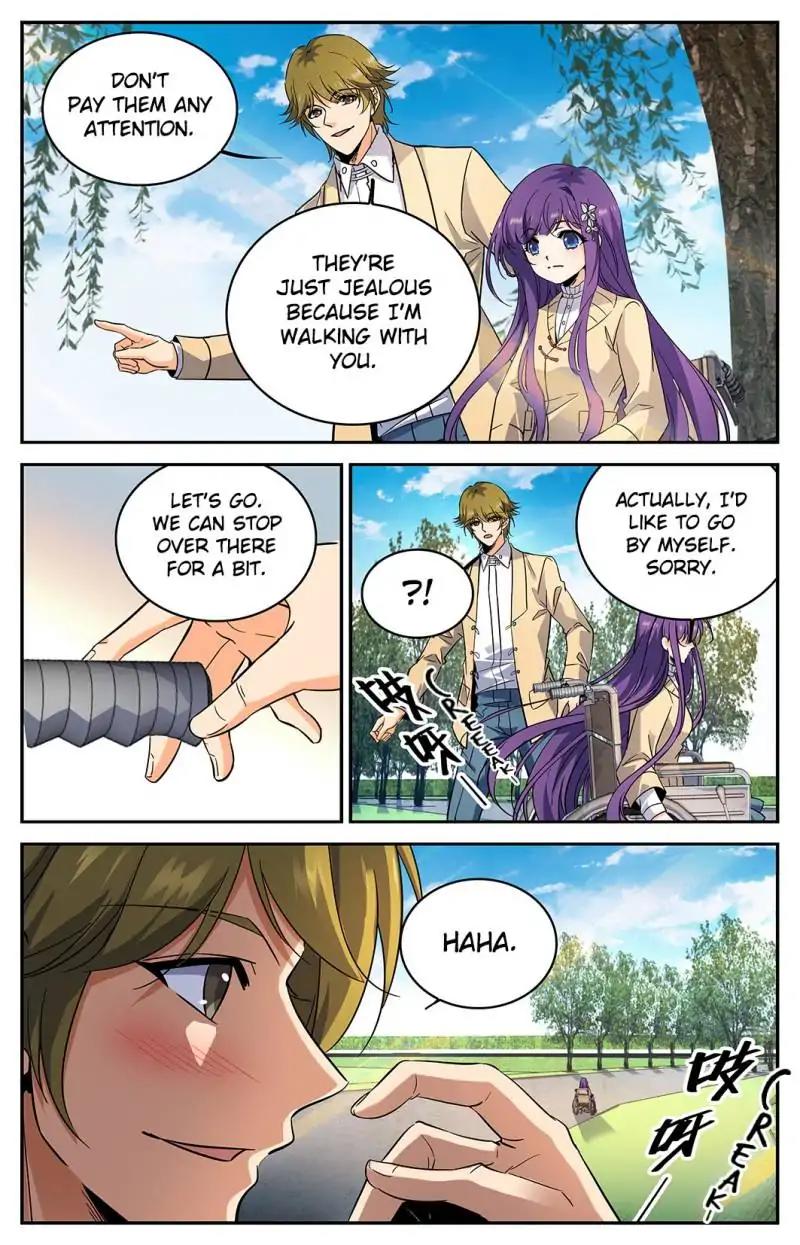 DON'T
PAY THEM ANY
ATTENTION.
THEY'RE
JUST JEALOUS
BECAUSE I'M
WALKING WITH
YOU.
LET'S GO.
WE CAN STOP
OVER THERE
FOR A BIT.
ACTUALLY, I'D
LIKE TO GO
BY MYSELF.
SORRY.
?!
吱
呀
CREEEAK-
HAHA.
吱
呀
CREAK-